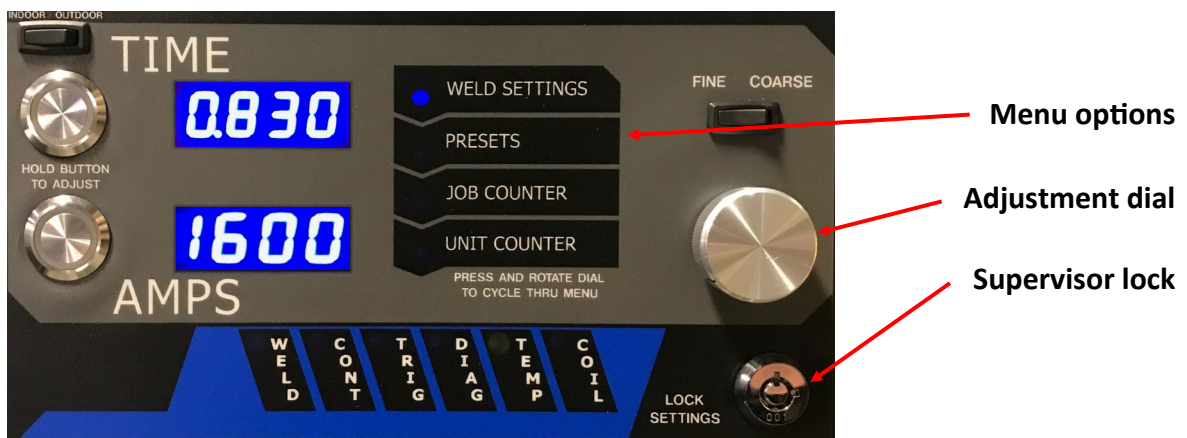 INDOOR / OUTDOOR
TIME
0.830
HOLD BUTTON
TO ADJUST
1600
AMPS
WELD SETTINGS
PRESETS
JOB COUNTER
UNIT COUNTER
PRESS AND ROTATE DIAL
TO CYCLE THRU MENU
FINE COARSE
WELD
CONT
TRIG
DIAG
TEMP
COIL
LOCK
SETTINGS
001
Menu options
Adjustment dial
Supervisor lock